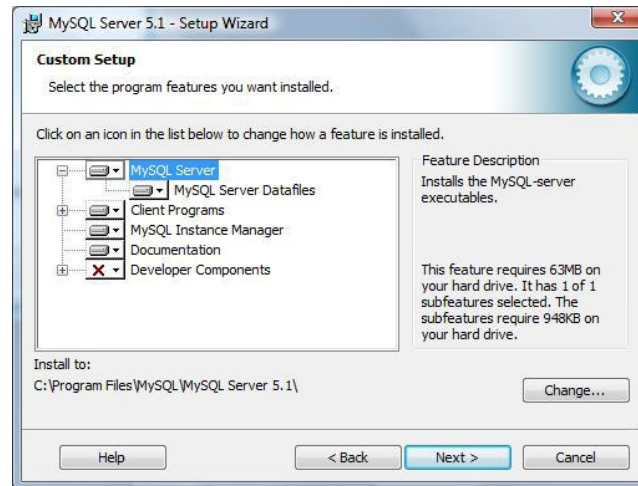 MySQL Server 5.1 - Setup Wizard
Custom Setup
Select the program features you want installed.
Click on an icon in the list below to change how a feature is installed.
MySQL Server
MySQL Server Datafiles
Client Programs
MySQL Instance Manager
Documentation
Developer Components
Feature Description
Installs the MySQL-server
executables.
This feature requires 63MB on
your hard drive. It has 1 of 1
subfeatures selected. The
subfeatures require 948KB on
your hard drive.
Install to:
C:\Program Files\MySQL\MySQL Server 5.1\
Change...
Help
< Back
Next >
Cancel